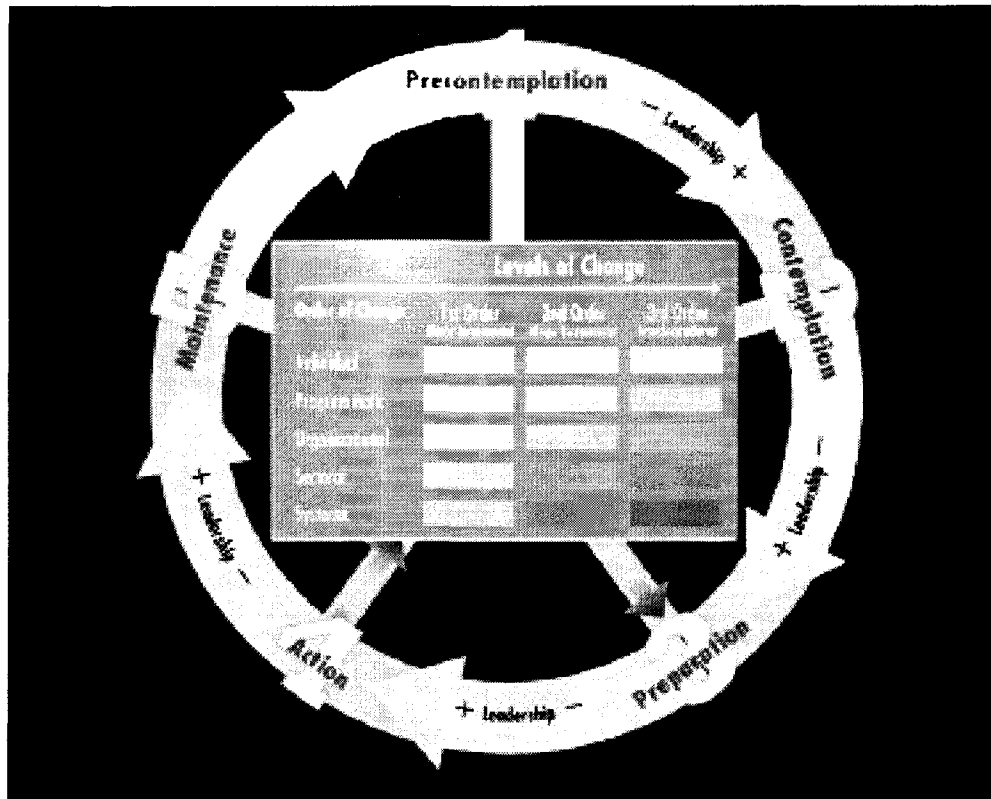 Precontemplation
− Leadership +
Contemplation
− Leadership +
Preparation
− Leadership +
Action
− Leadership +
Maintenance
Levels of Change
Order of Change
1st Order
2nd Order
3rd Order
Individual
Programmatic
Organizational
Sectoral
Systems